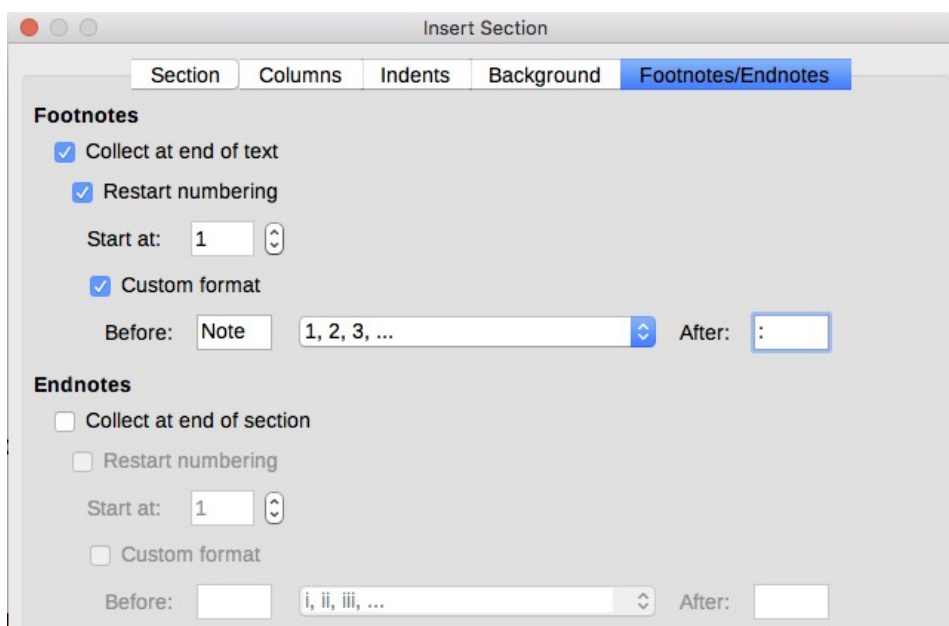 Insert Section
Section Columns Indents Background Footnotes/Endnotes
Footnotes
Collect at end of text
Restart numbering
Start at: 1
Custom format
Before: Note 1, 2, 3, ... After: :
Endnotes
Collect at end of section
Restart numbering
Start at: 1
Custom format
Before: i, ii, iii, ... After: